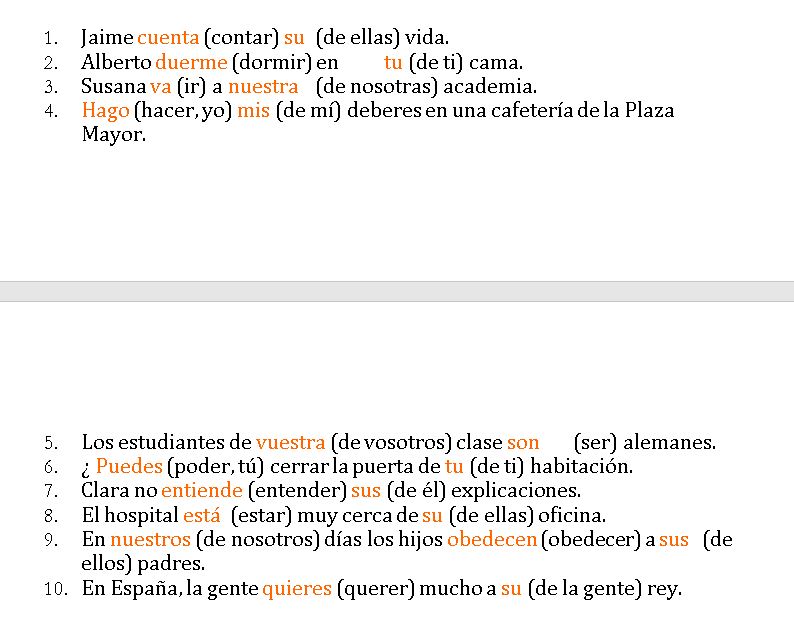 1. Jaime cuenta (contar) su (de ellas) vida.
2. Alberto duerme (dormir) en tu (de ti) cama.
3. Susana va (ir) a nuestra (de nosotras) academia.
4. Hago (hacer, yo) mis (de mí) deberes en una cafetería de la Plaza
Mayor.
5. Los estudiantes de vuestra (de vosotros) clase son (ser) alemanes.
6. ¿ Puedes (poder, tú) cerrar la puerta de tu (de ti) habitación.
7. Clara no entiende (entender) sus (de él) explicaciones.
8. El hospital está (estar) muy cerca de su (de ellas) oficina.
9. En nuestros (de nosotros) días los hijos obedecen (obedecer) a sus (de
ellos) padres.
10. En España, la gente quieres (querer) mucho a su (de la gente) rey.